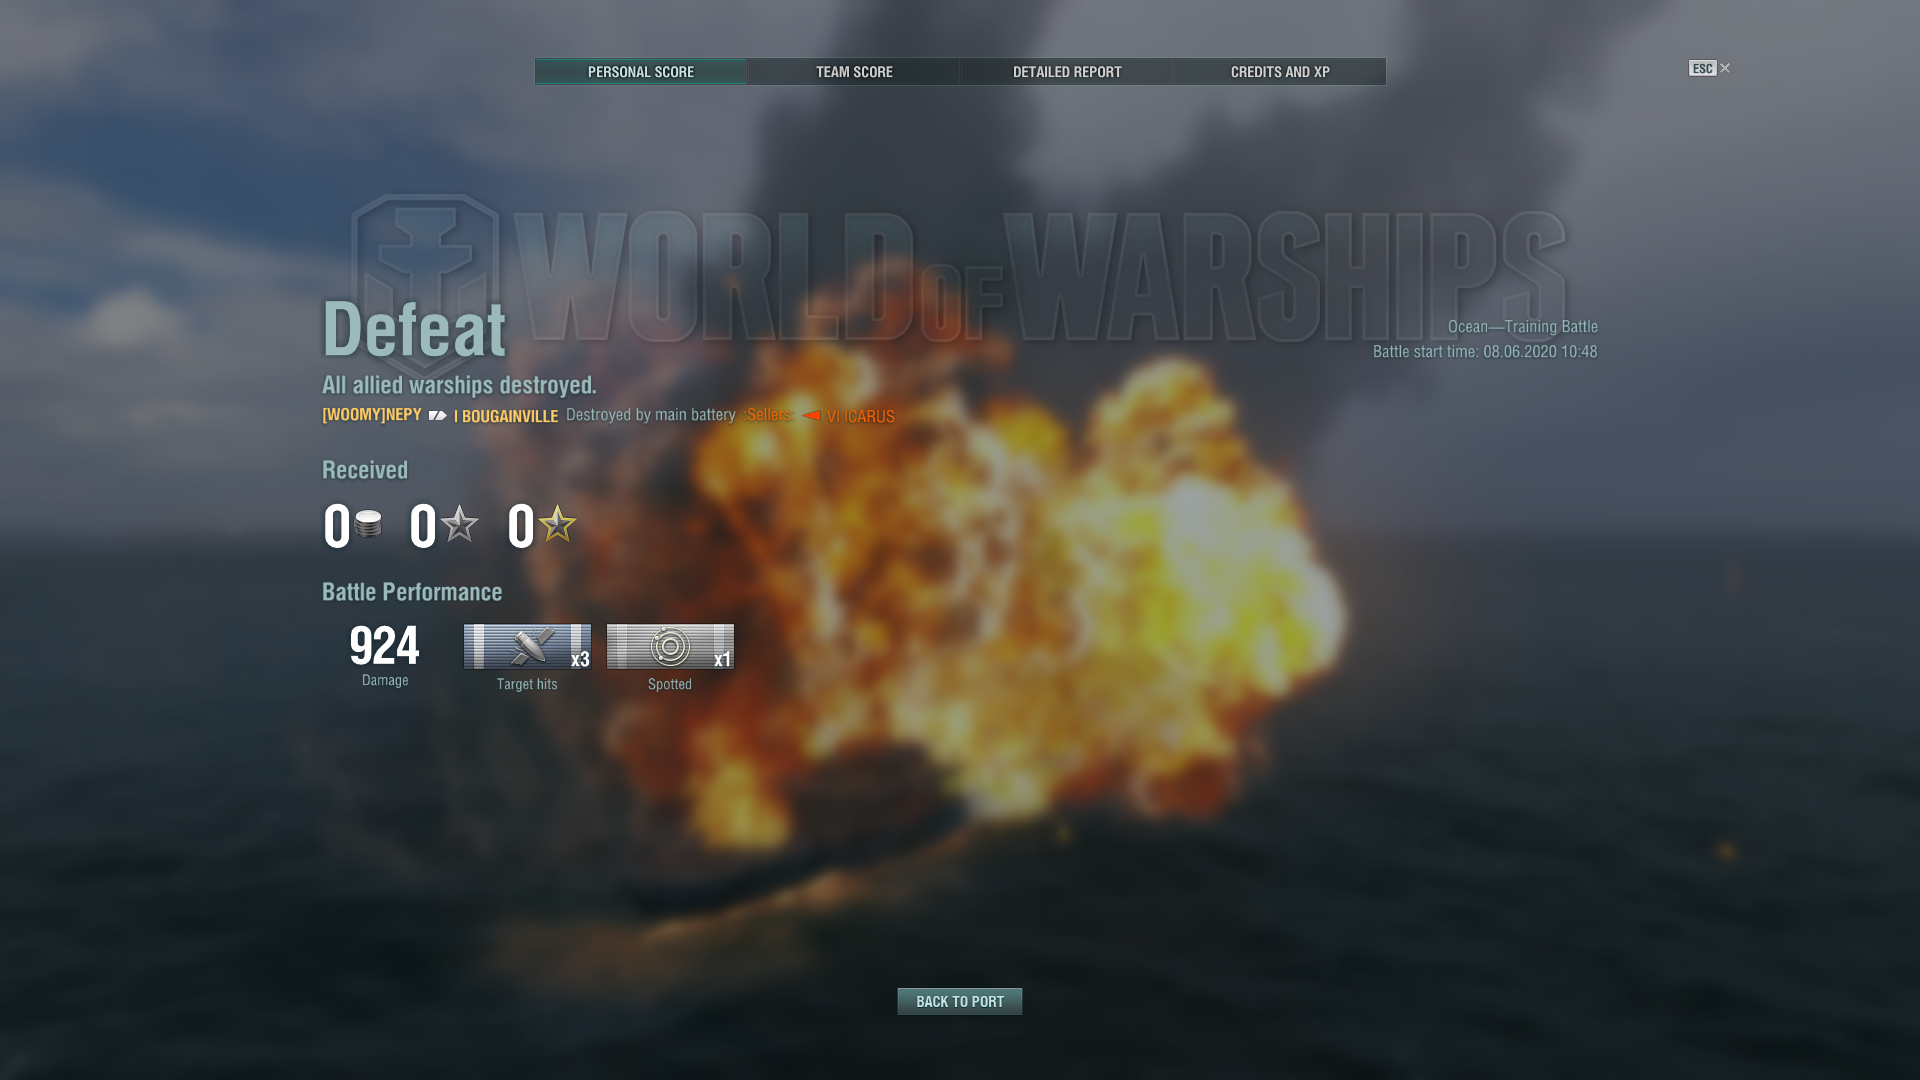 PERSONAL SCORE TEAM SCORE DETAILED REPORT CREDITS AND XP ESC
WORLD OF WARSHIPS
Defeat
Ocean—Training Battle
Battle start time: 08.06.2020 10:48
All allied warships destroyed.
[WOOMY]NEPY I BOUGAINVILLE Destroyed by main battery :Sellers: VI ICARUS
Received
0 0 0
Battle Performance
924 x3 x1
Damage Target hits Spotted
BACK TO PORT